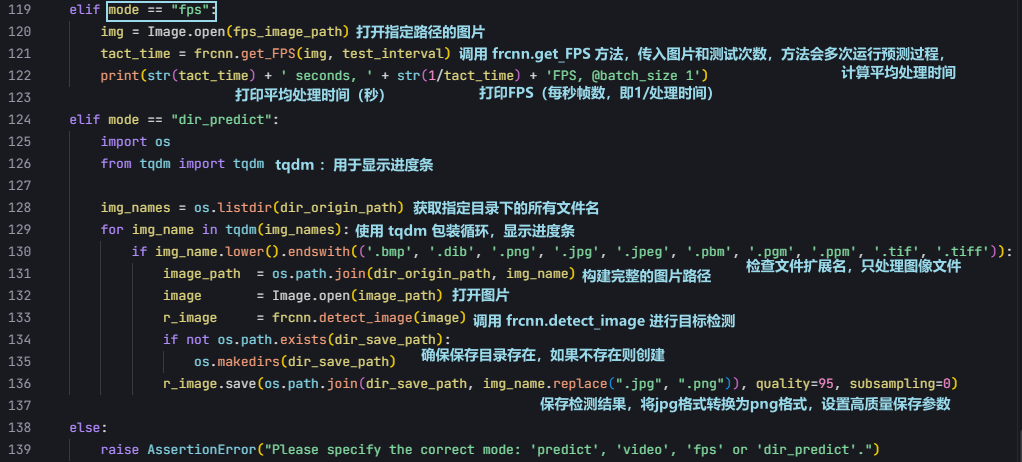 119 elif mode == "fps":
120 img = Image.open(fps_image_path) 打开指定路径的图片
121 tact_time = frcnn.get_FPS(img, test_interval) 调用 frcnn.get_FPS 方法，传入图片和测试次数，方法会多次运行预测过程，
122 print(str(tact_time) + ' seconds, ' + str(1/tact_time) + 'FPS, @batch_size 1') 计算平均处理时间
123 打印平均处理时间（秒） 打印FPS（每秒帧数，即1/处理时间）
124 elif mode == "dir_predict":
125 import os
126 from tqdm import tqdm tqdm ：用于显示进度条
127
128 img_names = os.listdir(dir_origin_path) 获取指定目录下的所有文件名
129 for img_name in tqdm(img_names): 使用 tqdm 包装循环，显示进度条
130 if img_name.lower().endswith(('.bmp', '.dib', '.png', '.jpg', '.jpeg', '.pbm', '.pgm', '.ppm', '.tif', '.tiff')):
131 image_path = os.path.join(dir_origin_path, img_name) 构建完整的图片路径 检查文件扩展名，只处理图像文件
132 image = Image.open(image_path) 打开图片
133 r_image = frcnn.detect_image(image) 调用 frcnn.detect_image 进行目标检测
134 if not os.path.exists(dir_save_path):
135 os.makedirs(dir_save_path) 确保保存目录存在，如果不存在则创建
136 r_image.save(os.path.join(dir_save_path, img_name.replace(".jpg", ".png")), quality=95, subsampling=0)
137 保存检测结果，将jpg格式转换为png格式，设置高质量保存参数
138 else:
139 raise AssertionError("Please specify the correct mode: 'predict', 'video', 'fps' or 'dir_predict'.")